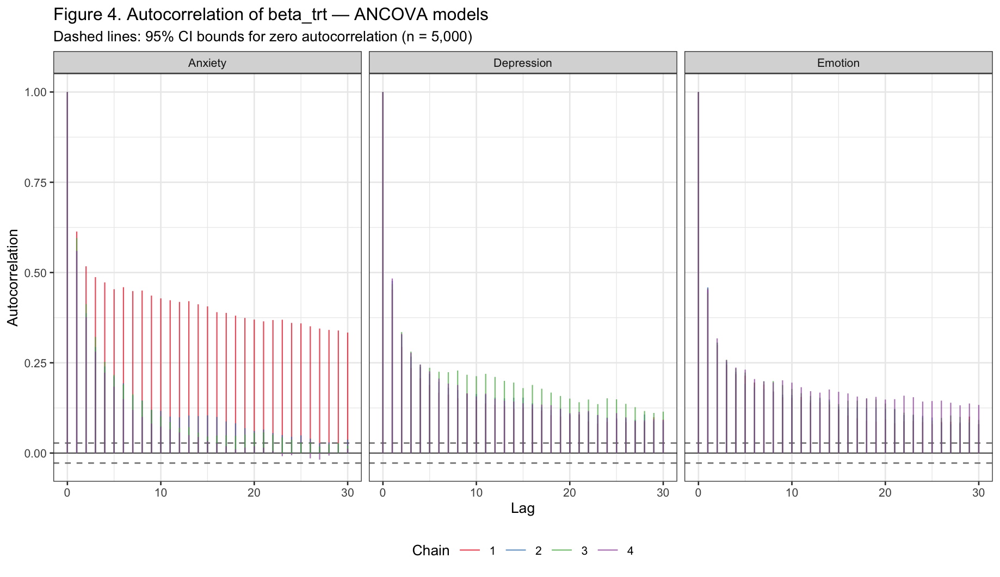 Figure 4. Autocorrelation of beta_trt — ANCOVA models
Dashed lines: 95% CI bounds for zero autocorrelation (n = 5,000)
Anxiety
Depression
Emotion
Autocorrelation
1.00
0.75
0.50
0.25
0.00
0 10 20 30
0 10 20 30
0 10 20 30
Lag
Chain 1 2 3 4